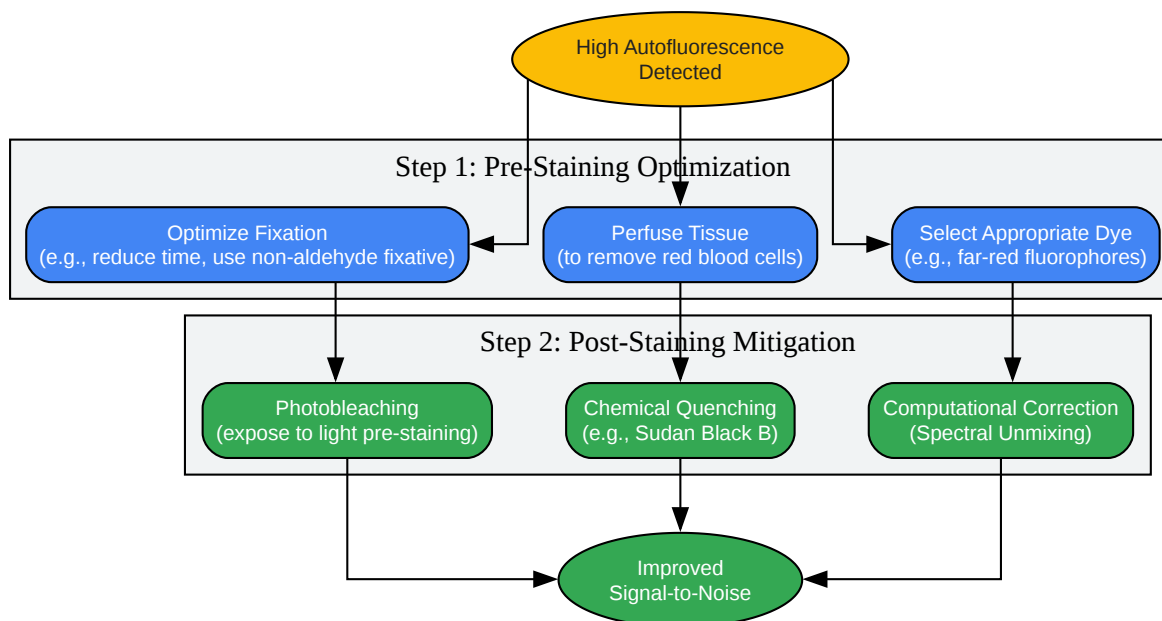 High Autofluorescence
Detected
Step 1: Pre-Staining Optimization
Optimize Fixation
(e.g., reduce time, use non-aldehyde fixative)
Perfuse Tissue
(to remove red blood cells)
Select Appropriate Dye
(e.g., far-red fluorophores)
Step 2: Post-Staining Mitigation
Photobleaching
(expose to light pre-staining)
Chemical Quenching
(e.g., Sudan Black B)
Computational Correction
(Spectral Unmixing)
Improved
Signal-to-Noise